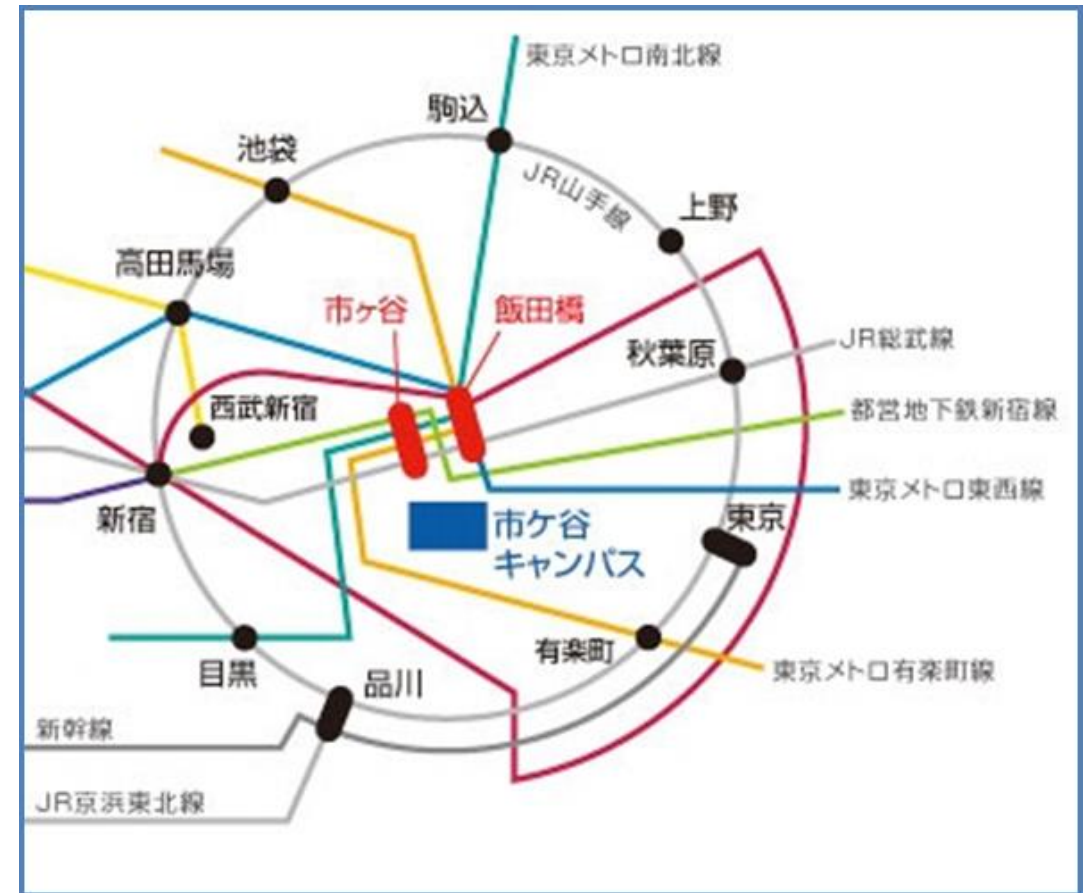 東京メトロ南北線
駒込
池袋
JR山手線
上野
高田馬場
市ヶ谷
飯田橋
秋葉原
JR総武線
西武新宿
都営地下鉄新宿線
東京メトロ東西線
新宿
市ケ谷
キャンパス
東京
有楽町
目黒
品川
東京メトロ有楽町線
新幹線
JR京浜東北線